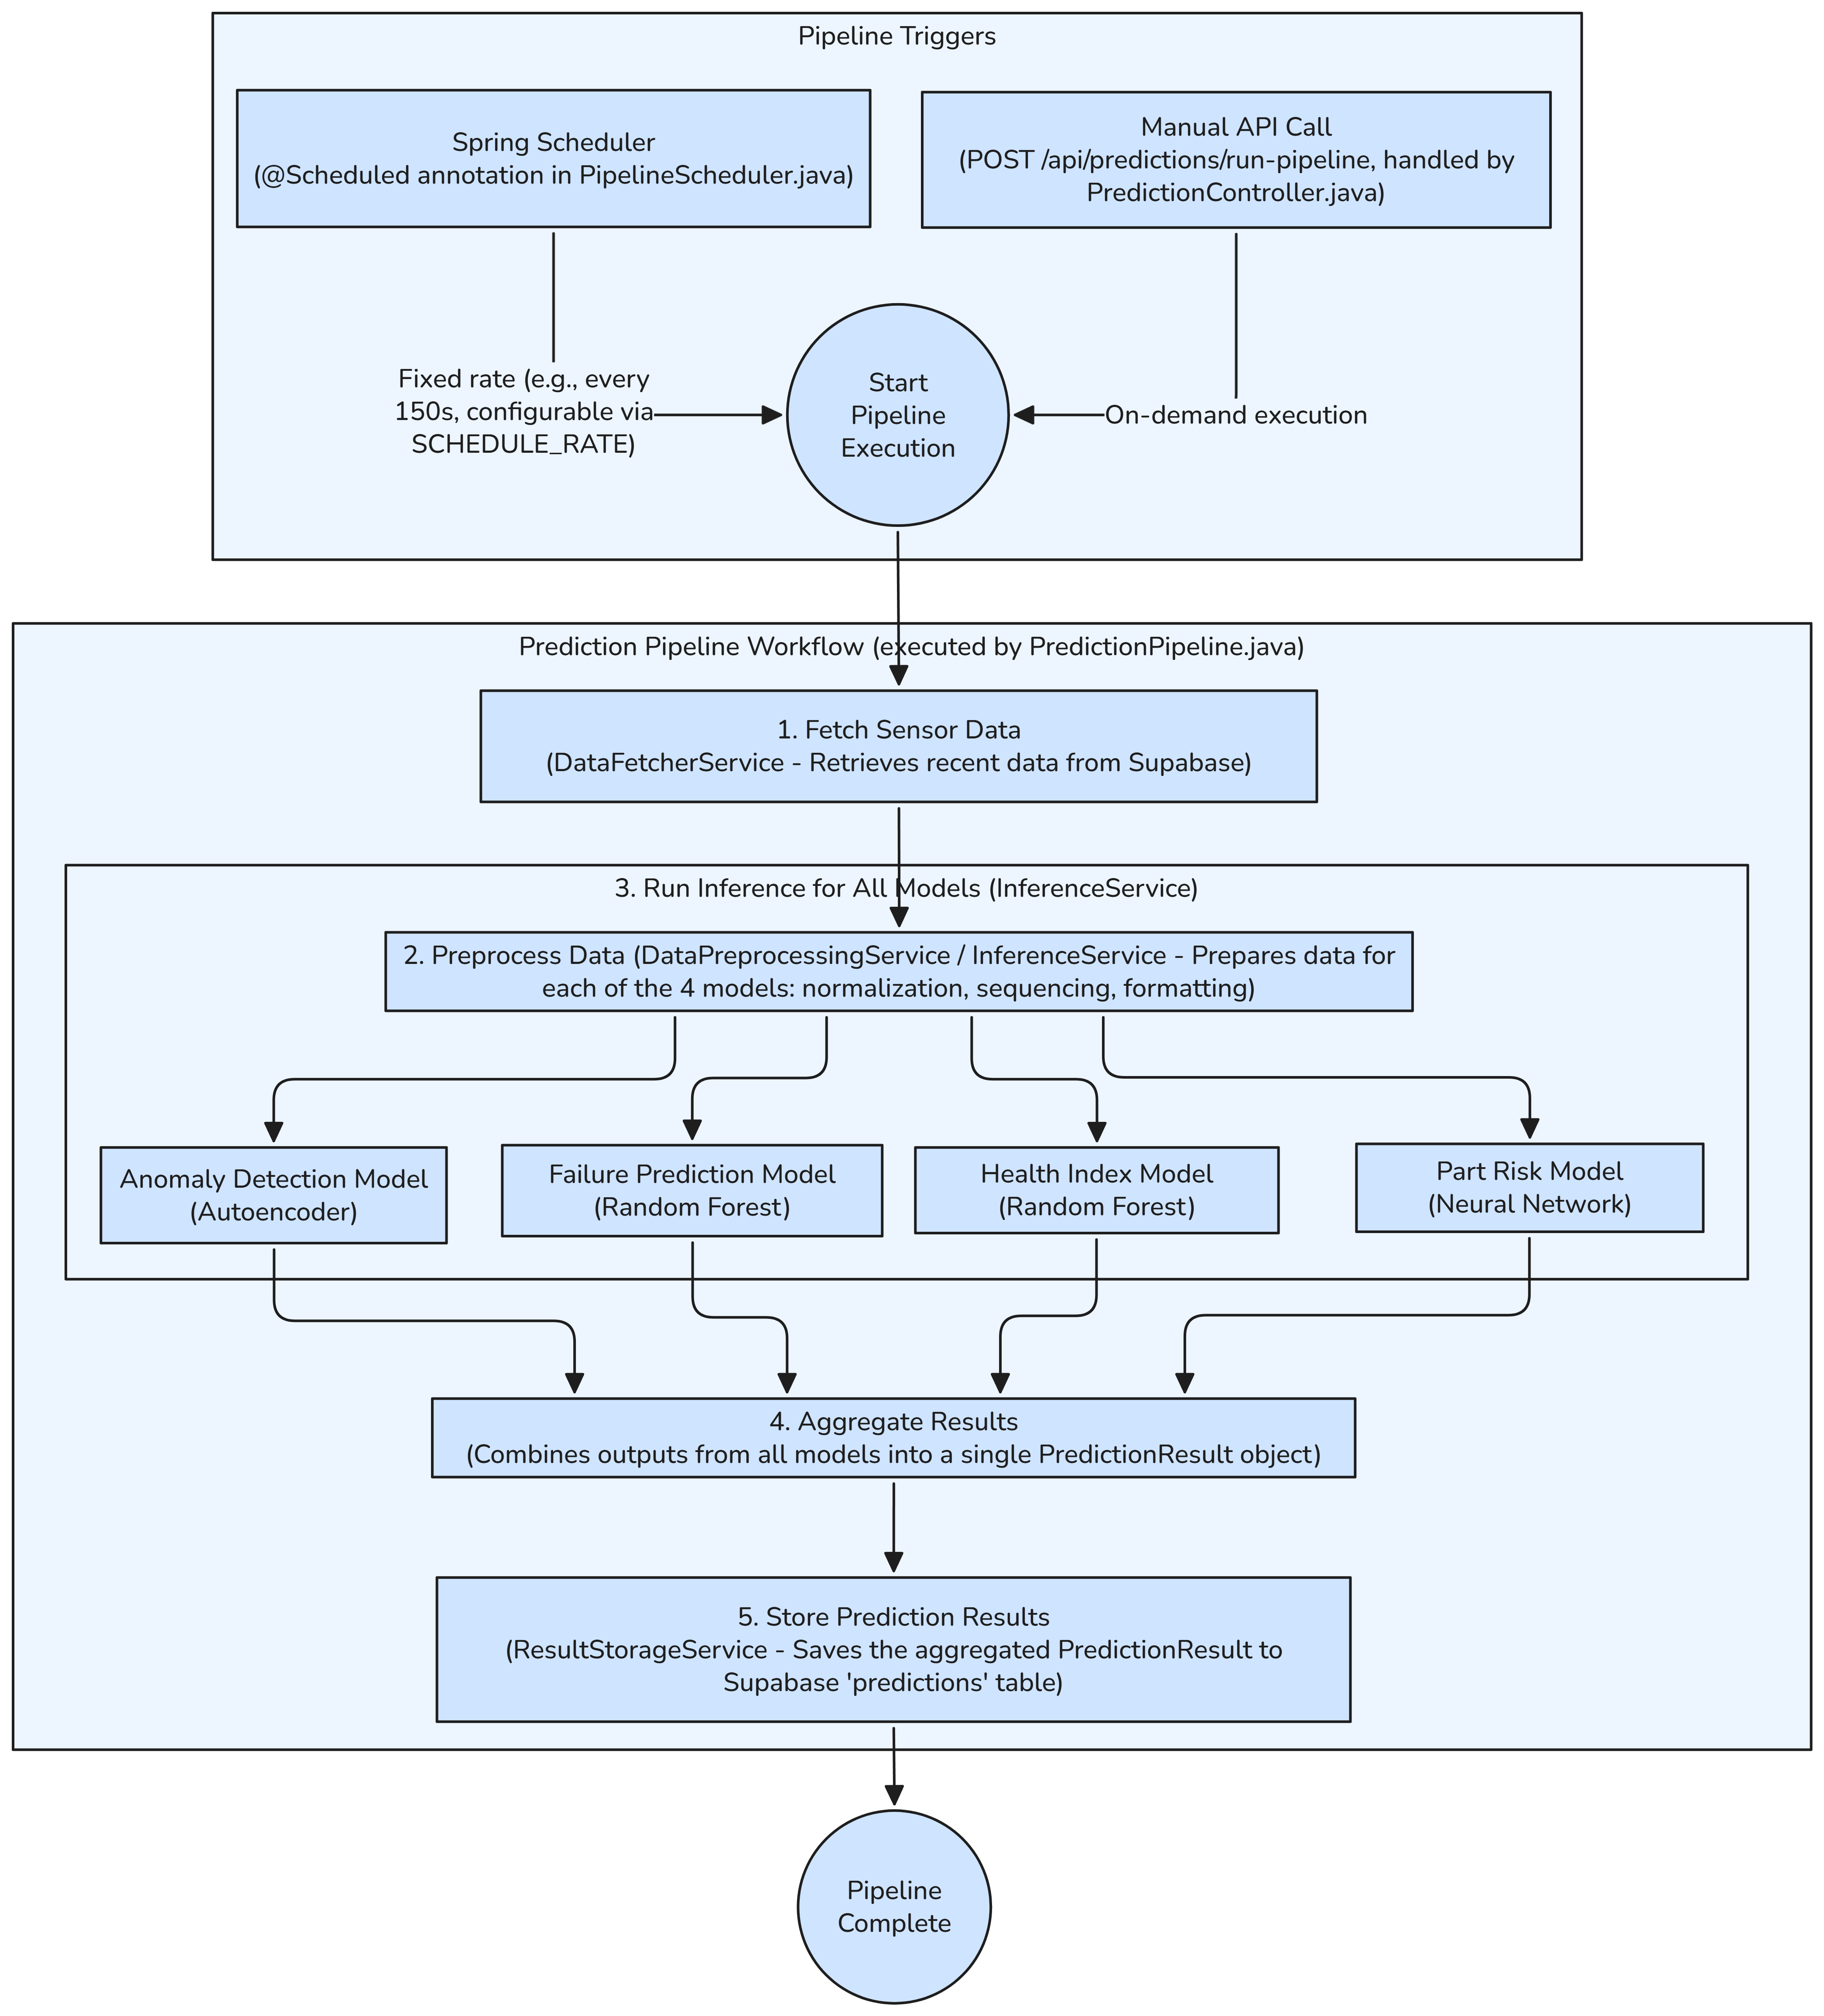 Pipeline Triggers
Spring Scheduler
(@Scheduled annotation in PipelineScheduler.java)
Manual API Call
(POST /api/predictions/run-pipeline, handled by
PredictionController.java)
Fixed rate (e.g., every
150s, configurable via
SCHEDULE_RATE)
Start
Pipeline
Execution
On-demand execution
Prediction Pipeline Workflow (executed by PredictionPipeline.java)
1. Fetch Sensor Data
(DataFetcherService - Retrieves recent data from Supabase)
3. Run Inference for All Models (InferenceService)
2. Preprocess Data (DataPreprocessingService / InferenceService - Prepares data for
each of the 4 models: normalization, sequencing, formatting)
Anomaly Detection Model
(Autoencoder)
Failure Prediction Model
(Random Forest)
Health Index Model
(Random Forest)
Part Risk Model
(Neural Network)
4. Aggregate Results
(Combines outputs from all models into a single PredictionResult object)
5. Store Prediction Results
(ResultStorageService - Saves the aggregated PredictionResult to
Supabase 'predictions' table)
Pipeline
Complete